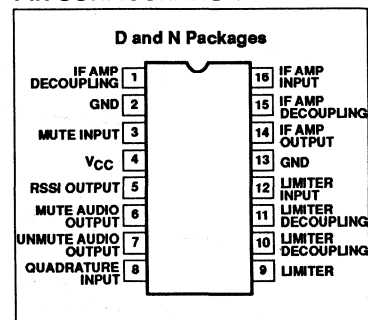 D and N Packages
IF AMP
DECOUPLING 1
GND 2
MUTE INPUT 3
VCC 4
RSSI OUTPUT 5
MUTE AUDIO
OUTPUT 6
UNMUTE AUDIO
OUTPUT 7
QUADRATURE
INPUT 8
16 IF AMP
INPUT
15 IF AMP
DECOUPLING
14 IF AMP
OUTPUT
13 GND
12 LIMITER
INPUT
11 LIMITER
DECOUPLING
10 LIMITER
DECOUPLING
9 LIMITER